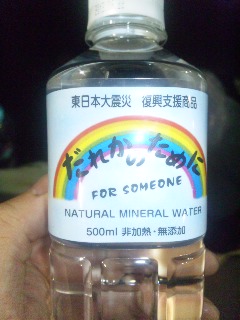 東日本大震災 復興支援商品
だれかのために
FOR SOMEONE
NATURAL MINERAL WATER
500ml 非加熱・無添加